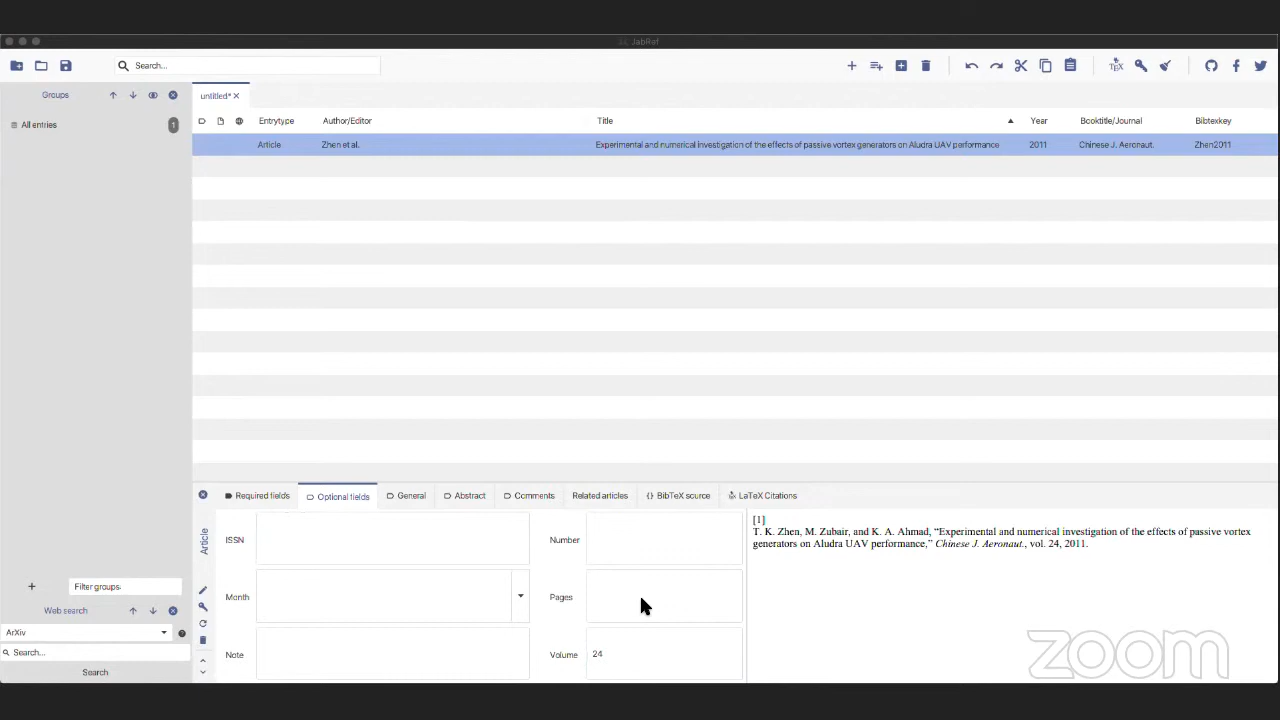 JabRef
Search...
Groups
untitled*
All entries
1
Entrytype
Author/Editor
Title
Year
Booktitle/Journal
Bibtexkey
Article
Zhen et al.
Experimental and numerical investigation of the effects of passive vortex generators on Aludra UAV performance
2011
Chinese J. Aeronaut.
Zhen2011
Required fields
Optional fields
General
Abstract
Comments
Related articles
{} BibTeX source
LaTeX Citations
Article
ISSN
Number
Month
Pages
Note
Volume
24
[1]
T. K. Zhen, M. Zubair, and K. A. Ahmad, “Experimental and numerical investigation of the effects of passive vortex
generators on Aludra UAV performance,” Chinese J. Aeronaut., vol. 24, 2011.
Filter groups
Web search
ArXiv
Search...
Search
zoom